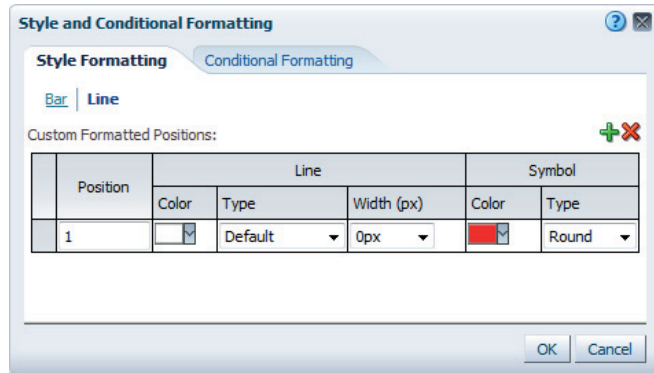 Style and Conditional Formatting ?
Style Formatting Conditional Formatting
Bar Line
Custom Formatted Positions:
Position Line Symbol
Color Type Width (px) Color Type
1 Default 0px Round
OK Cancel